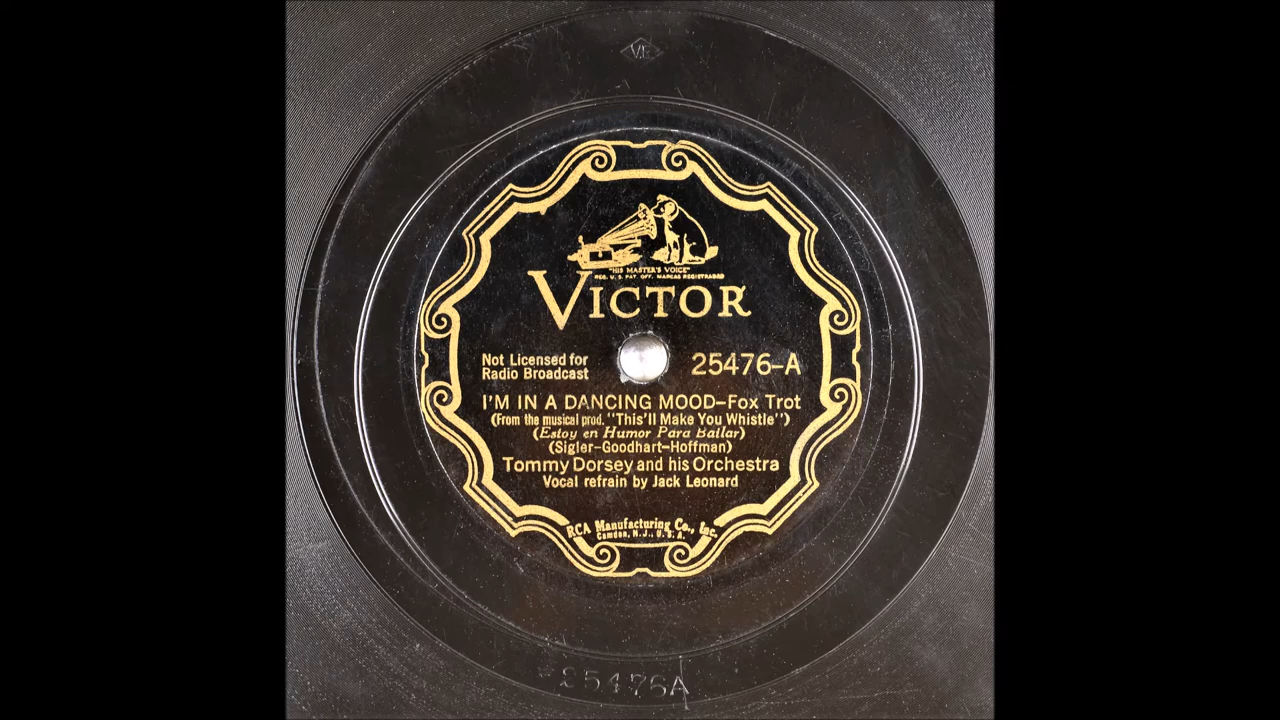 VE
"HIS MASTER'S VOICE"
REG. U. S. PAT. OFF. MARCAS REGISTRADAS
VICTOR
Not Licensed for
Radio Broadcast
25476-A
I'M IN A DANCING MOOD-Fox Trot
(From the musical prod. "This'll Make You Whistle")
(Estoy en Humor Para Bailar)
(Sigler-Goodhart-Hoffman)
Tommy Dorsey and his Orchestra
Vocal refrain by Jack Leonard
RCA Manufacturing Co., Inc.
Camden, N. J., U. S. A.
25476A